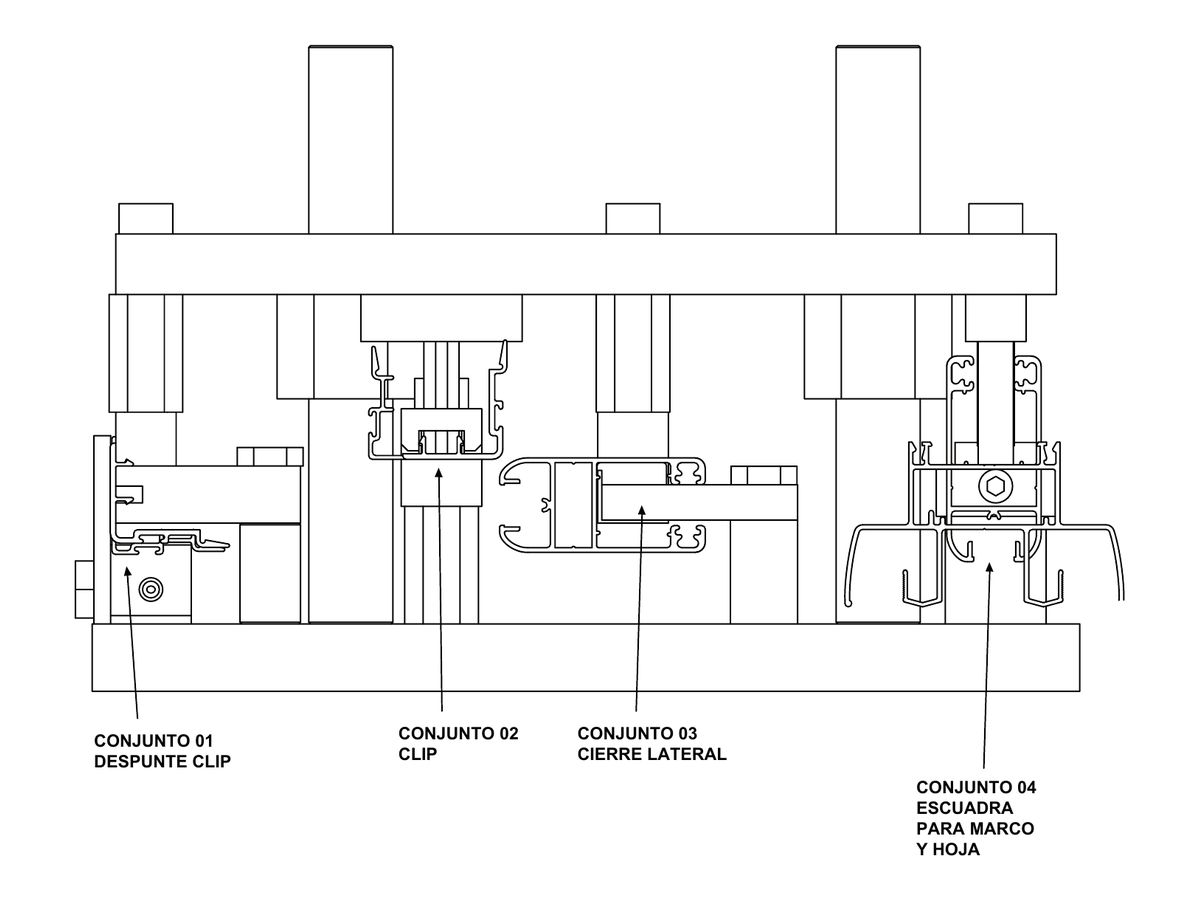 CONJUNTO 01
DESPUNTE CLIP
CONJUNTO 02
CLIP
CONJUNTO 03
CIERRE LATERAL
CONJUNTO 04
ESCUADRA
PARA MARCO
Y HOJA